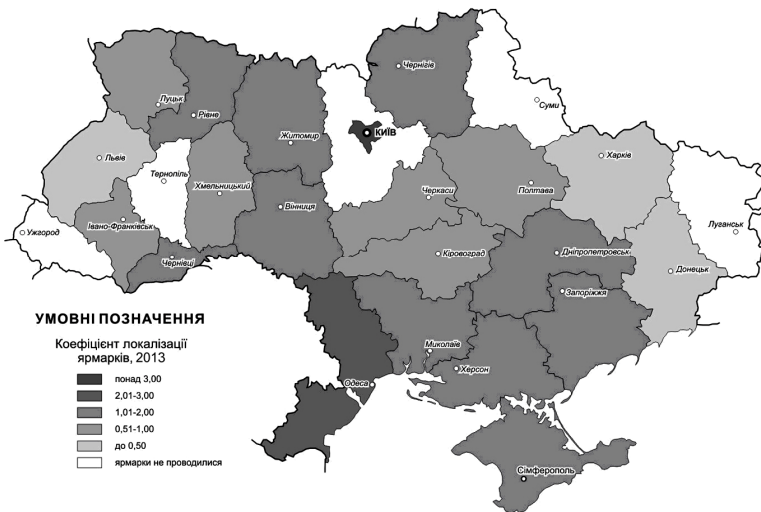 Чернігів
Суми
Луцьк
Рівне
КИЇВ
Житомир
Львів
Харків
Тернопіль
Хмельницький
Черкаси
Полтава
Вінниця
Івано-Франківськ
Ужгород
Луганськ
Чернівці
Кіровоград
Дніпропетровськ
Донецьк
Запоріжжя
УМОВНІ ПОЗНАЧЕННЯ
Коефіцієнт локалізації
ярмарків, 2013
Миколаїв
Херсон
Одеса
понад 3,00
2,01-3,00
1,01-2,00
0,51-1,00
до 0,50
ярмарки не проводилися
Сімферополь